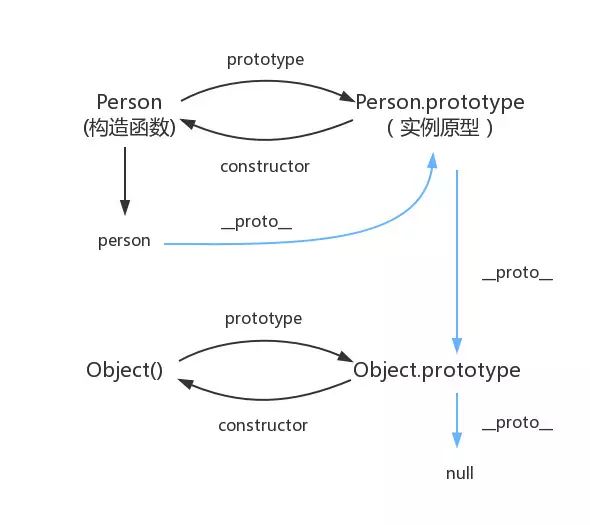 prototype
Person
(构造函数)
Person.prototype
（实例原型）
constructor
person
__proto__
__proto__
prototype
Object()
Object.prototype
constructor
__proto__
null